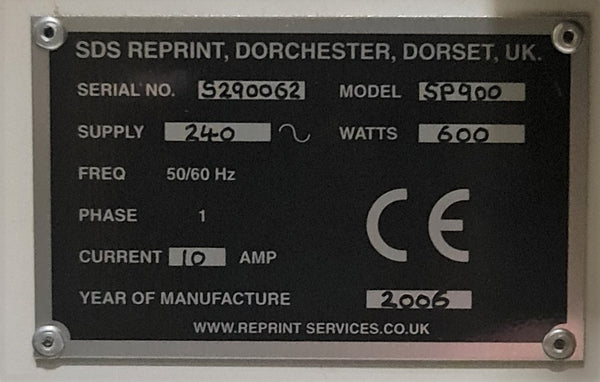 SDS REPRINT, DORCHESTER, DORSET, UK.
SERIAL NO. S290062 MODEL SP900
SUPPLY 240 ~ WATTS 600
FREQ 50/60 Hz
PHASE 1
CURRENT 10 AMP
CE
YEAR OF MANUFACTURE 2006
WWW.REPRINT SERVICES.CO.UK